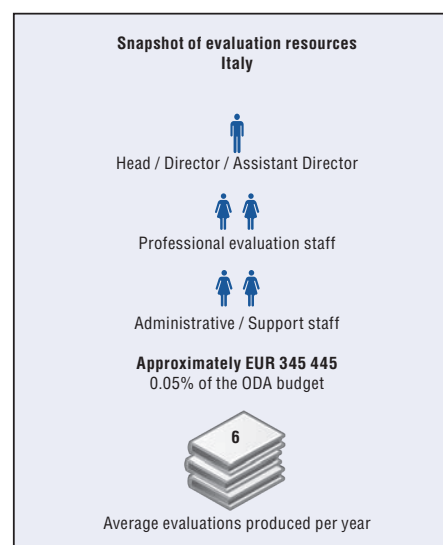 Snapshot of evaluation resources
Italy
Head / Director / Assistant Director
Professional evaluation staff
Administrative / Support staff
Approximately EUR 345 445
0.05% of the ODA budget
6
Average evaluations produced per year